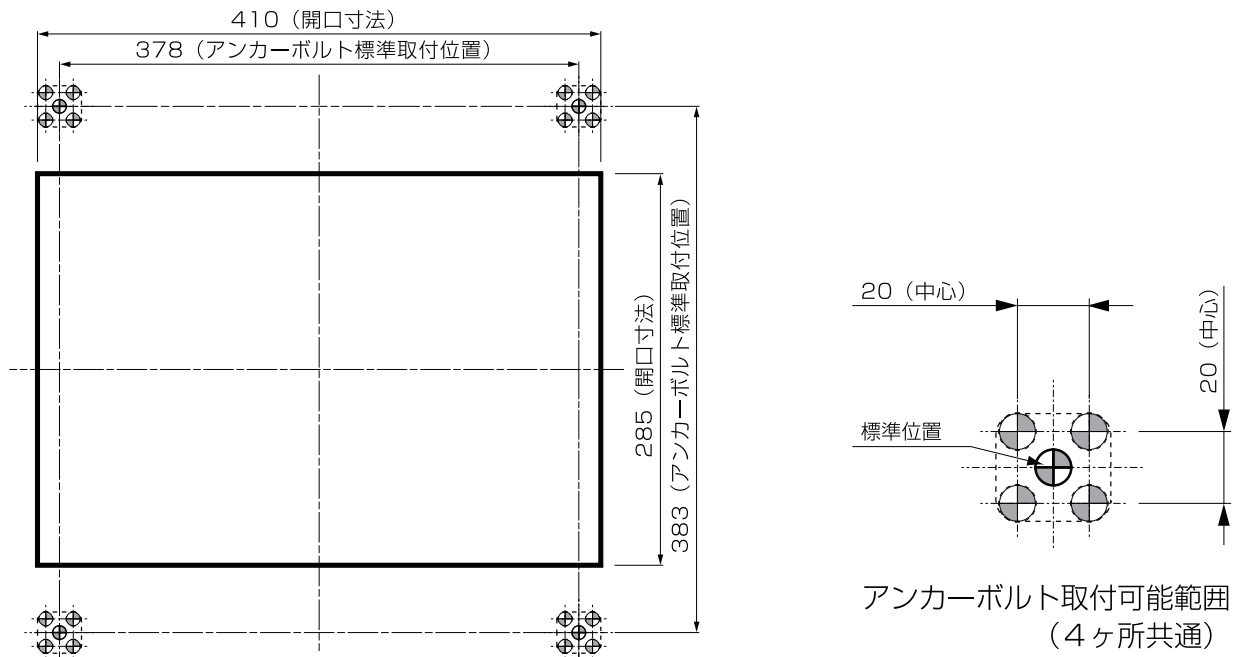 410（開口寸法）
378（アンカーボルト標準取付位置）
285（開口寸法）
383（アンカーボルト標準取付位置）
20（中心）
20（中心）
標準位置
アンカーボルト取付可能範囲
（4ヶ所共通）